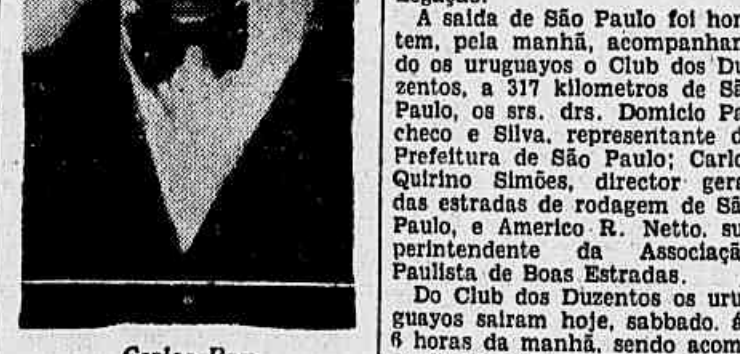 A saida de São Paulo foi hon
tem, pela manhã, acompanhan
do os uruguayos o Club dos Du
zentos, a 317 kilometros de Sã
Paulo, os srs. drs. Domicio Pa
checo e Silva, representante d
Prefeitura de São Paulo; Carlo
Quirino Simões, director gera
das estradas de rodagem de Sã
Paulo, e Americo R. Netto. su
perintendente da Associaçã
Paulista de Boas Estradas.
Do Club dos Duzentos os uru
guayos sairam hoje, sabbado. á
6 horas da manhã, sendo acom